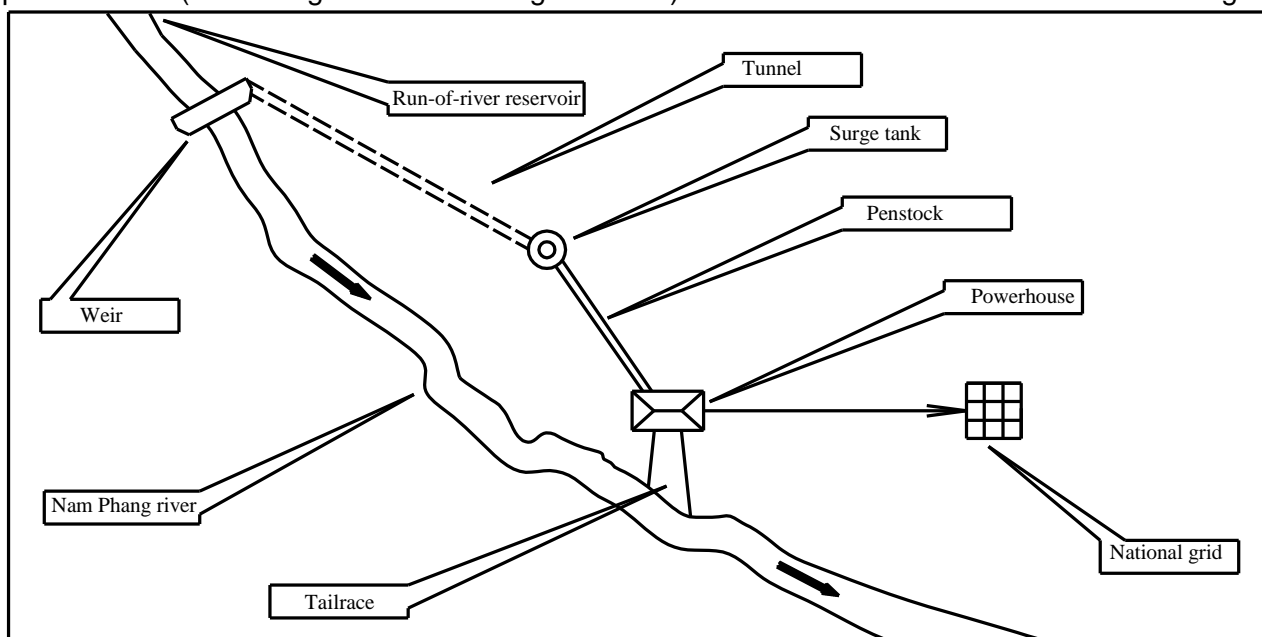 Tunnel
Run-of-river reservoir
Surge tank
Penstock
Powerhouse
Weir
Nam Phang river
National grid
Tailrace